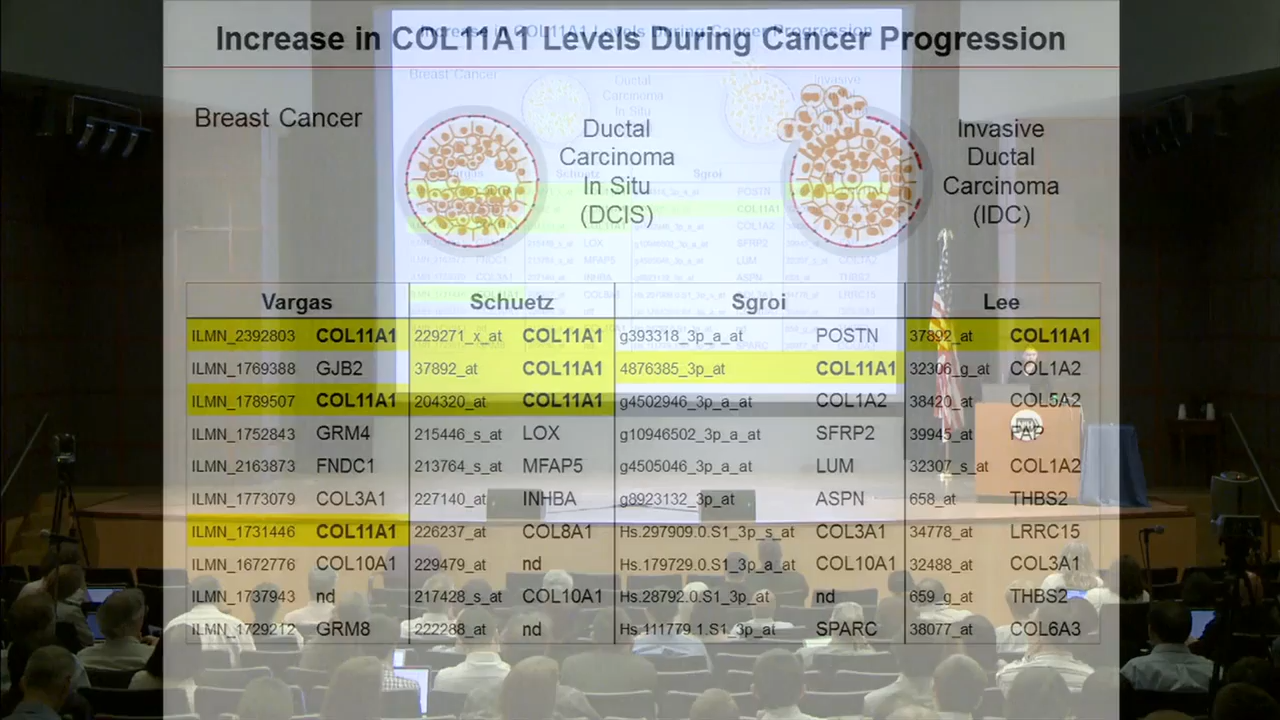 Increase in COL11A1 Levels During Cancer Progression
Breast Cancer
Ductal
Carcinoma
In Situ
(DCIS)
Invasive
Ductal
Carcinoma
(IDC)
Vargas Schuetz Sgroi Lee
ILMN_2392803 COL11A1 229271_x_at COL11A1 g393318_3p_a_at POSTN 37892_at COL11A1
ILMN_1769388 GJB2 37892_at COL11A1 4876385_3p_at COL11A1 32306_g_at COL1A2
ILMN_1789507 COL11A1 204320_at COL11A1 g4502946_3p_a_at COL1A2 38420_at COL5A2
ILMN_1752843 GRM4 215446_s_at LOX g10946502_3p_a_at SFRP2 39945_at FAP
ILMN_2163873 FNDC1 213764_s_at MFAP5 g4505046_3p_a_at LUM 32307_s_at COL1A2
ILMN_1773079 COL3A1 227140_at INHBA g8923132_3p_at ASPN 658_at THBS2
ILMN_1731446 COL11A1 226237_at COL8A1 Hs.297909.0.S1_3p_s_at COL3A1 34778_at LRRC15
ILMN_1672776 COL10A1 229479_at nd Hs.179729.0.S1_3p_a_at COL10A1 32488_at COL3A1
ILMN_1737943 nd 217428_s_at COL10A1 Hs.28792.0.S1_3p_at nd 659_g_at THBS2
ILMN_1729212 GRM8 222288_at nd Hs.111779.1.S1_3p_at SPARC 38077_at COL6A3